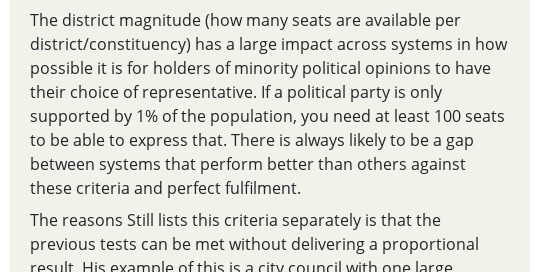 The district magnitude (how many seats are available per
district/constituency) has a large impact across systems in how
possible it is for holders of minority political opinions to have
their choice of representative. If a political party is only
supported by 1% of the population, you need at least 100 seats
to be able to express that. There is always likely to be a gap
between systems that perform better than others against
these criteria and perfect fulfilment.
The reasons Still lists this criteria separately is that the
previous tests can be met without delivering a proportional
result. His example of this is a city council with one large